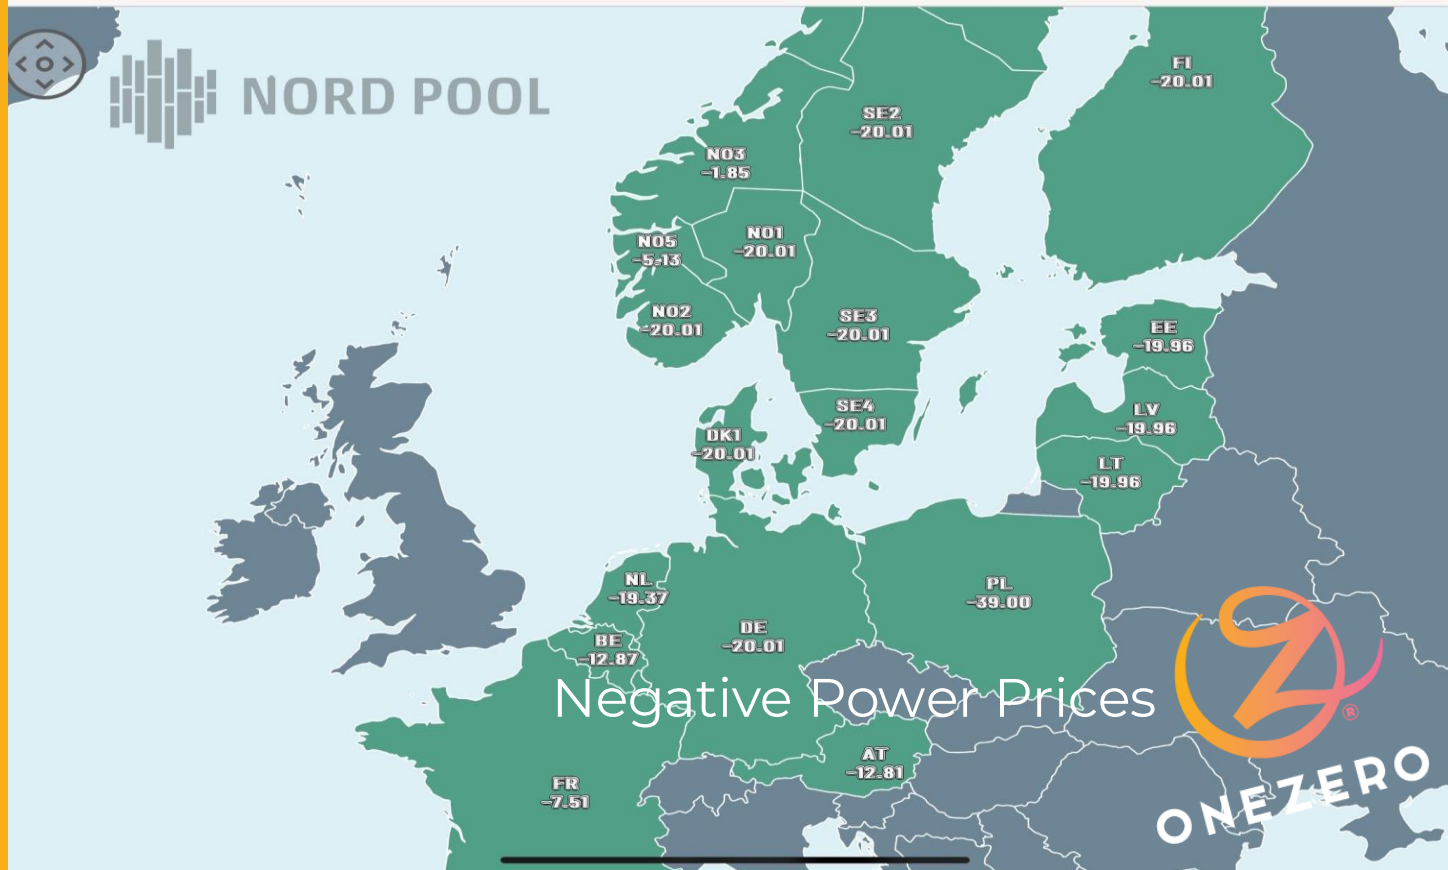 NORD POOL
FI
-20.01
SE2
-20.01
NO3
-1.85
NO1
-20.01
NO5
-5.13
NO2
-20.01
SE3
-20.01
EE
-19.96
SE4
-20.01
LV
-19.96
DK1
-20.01
LT
-19.96
NL
-19.37
PL
-39.00
DE
-20.01
BE
-12.87
Negative Power Prices
AT
-12.81
FR
-7.51
Z
®
ONEZERO